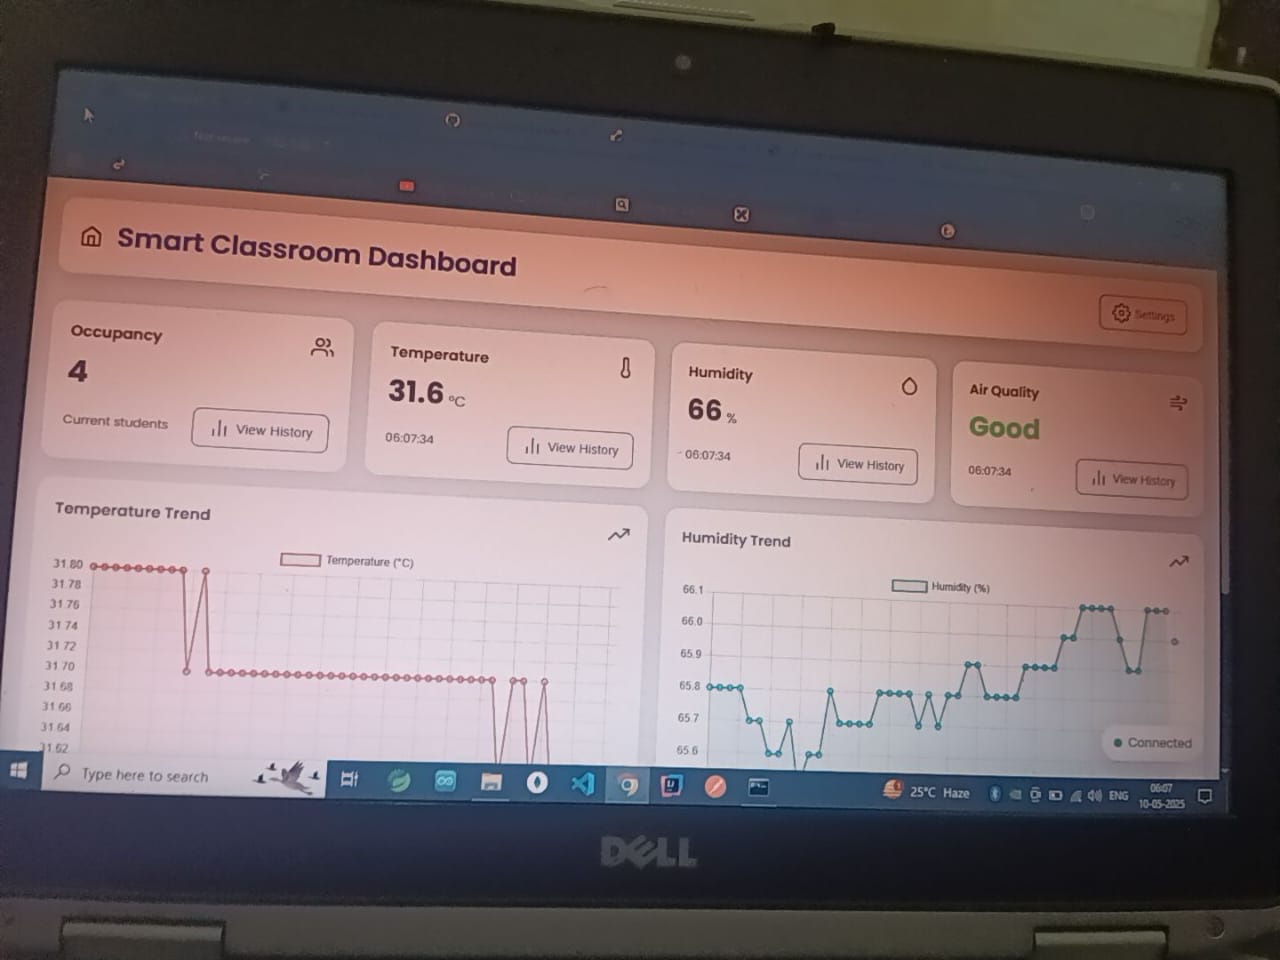 Smart Classroom Dashboard
Settings
Occupancy
4
Current students
View History
Temperature
31.6 °C
06:07:34
View History
Humidity
66 %
06:07:34
View History
Air Quality
Good
06:07:34
View History
Temperature Trend
Temperature (°C)
31.80
31.78
31.76
31.74
31.72
31.70
31.68
31.66
31.64
31.62
Humidity Trend
Humidity (%)
66.1
66.0
65.9
65.8
65.7
65.6
Connected
Type here to search
25°C Haze
ENG
06:07
10-05-2025
DELL